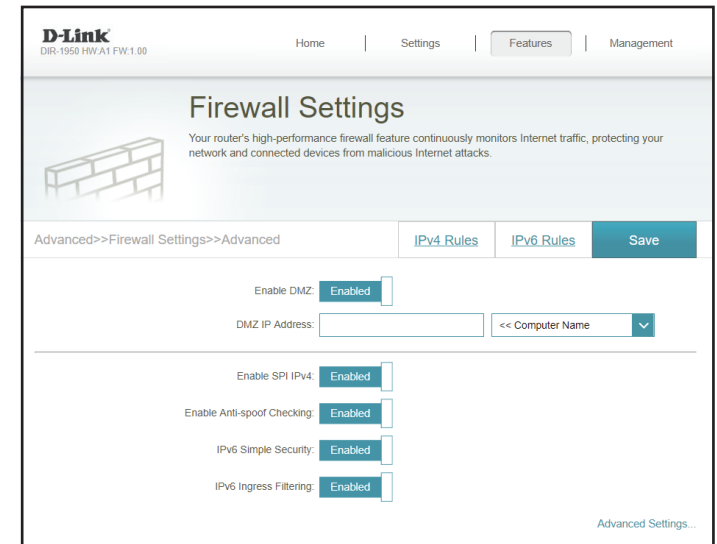 D-Link
DIR-1950 HW:A1 FW:1.00
Home
Settings
Features
Management
Firewall Settings
Your router's high-performance firewall feature continuously monitors Internet traffic, protecting your
network and connected devices from malicious Internet attacks.
Advanced>>Firewall Settings>>Advanced
IPv4 Rules
IPv6 Rules
Save
Enable DMZ: Enabled
DMZ IP Address: << Computer Name
Enable SPI IPv4: Enabled
Enable Anti-spoof Checking: Enabled
IPv6 Simple Security: Enabled
IPv6 Ingress Filtering: Enabled
Advanced Settings...